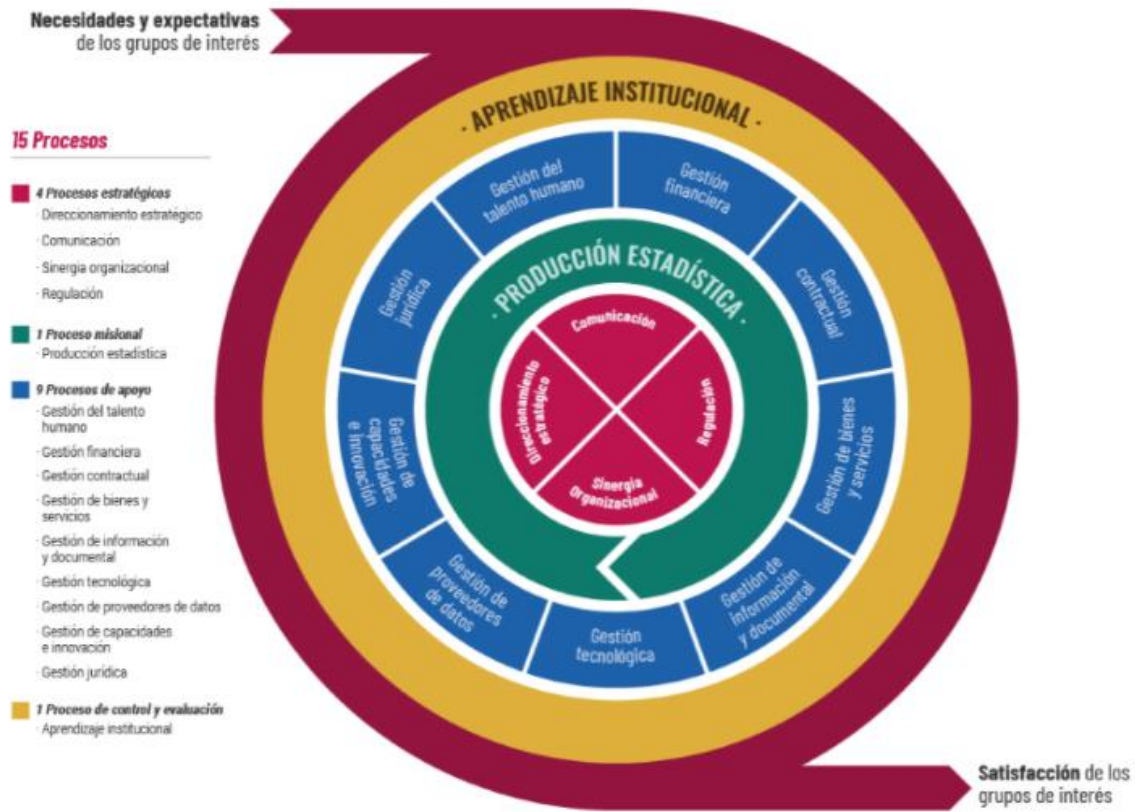 Necesidades y expectativas
de los grupos de interés
15 Procesos
4 Procesos estratégicos
· Direccionamiento estratégico
· Comunicación
· Sinergia organizacional
· Regulación
1 Proceso misional
· Producción estadística
9 Procesos de apoyo
· Gestión del talento
humano
· Gestión financiera
· Gestión contractual
· Gestión de bienes y
servicios
· Gestión de información
y documental
· Gestión tecnológica
· Gestión de proveedores de datos
· Gestión de capacidades
e innovación
· Gestión jurídica
1 Proceso de control y evaluación
· Aprendizaje institucional
· APRENDIZAJE INSTITUCIONAL ·
Gestión del
talento humano
Gestión
financiera
Gestión
contractual
Gestión de bienes
y servicios
Gestión de
información
y documental
Gestión
tecnológica
Gestión de
proveedores
de datos
Gestión de
capacidades
e innovación
Gestión
jurídica
· PRODUCCIÓN ESTADÍSTICA ·
Comunicación
Regulación
Sinergia
Organizacional
Direccionamiento
estratégico
Satisfacción de los
grupos de interés